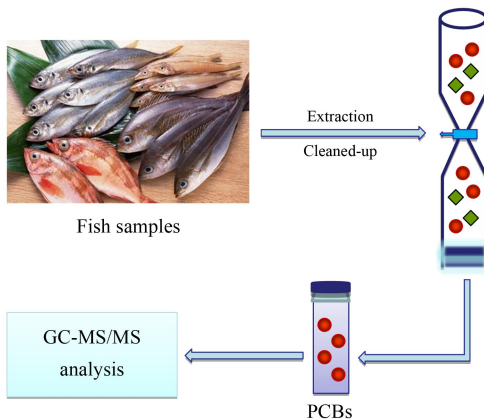 Extraction
Cleaned-up
Fish samples
GC-MS/MS
analysis
PCBs